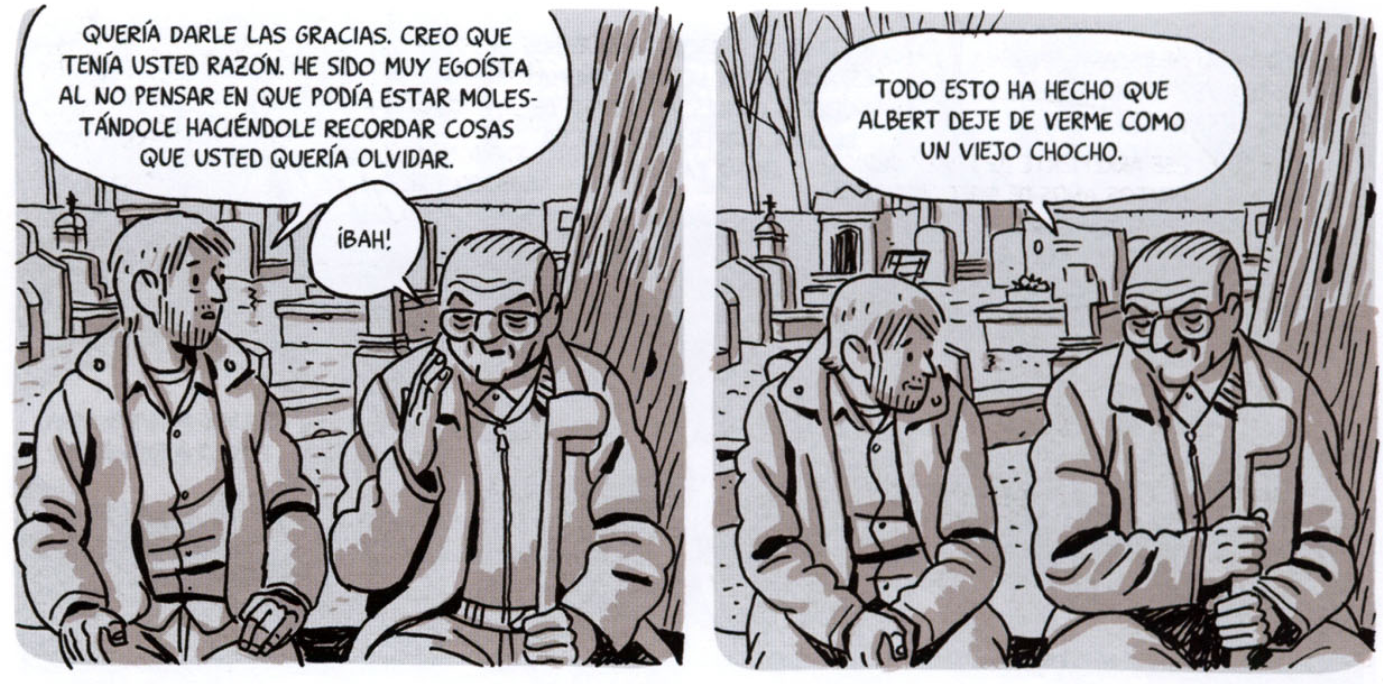 QUERÍA DARLE LAS GRACIAS. CREO QUE
TENÍA USTED RAZÓN. HE SIDO MUY EGOÍSTA
AL NO PENSAR EN QUE PODÍA ESTAR MOLES-
TÁNDOLE HACIÉNDOLE RECORDAR COSAS
QUE USTED QUERÍA OLVIDAR.
¡BAH!
TODO ESTO HA HECHO QUE
ALBERT DEJE DE VERME COMO
UN VIEJO CHOCHO.